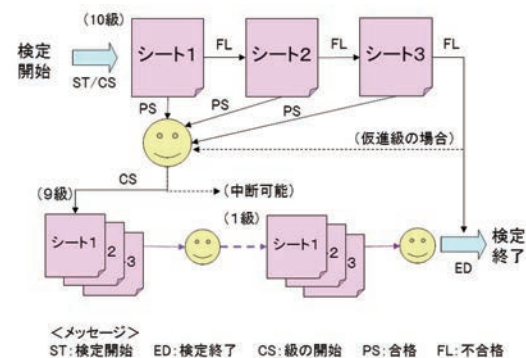 (10級)
検定
開始
ST/CS
シート1
FL
シート2
FL
シート3
FL
PS
PS
PS
(仮進級の場合)
CS
(中断可能)
(9級)
シート1
2
3
(1級)
シート1
2
3
検定
終了
ED
<メッセージ>
ST:検定開始 ED:検定終了 CS:級の開始 PS:合格 FL:不合格